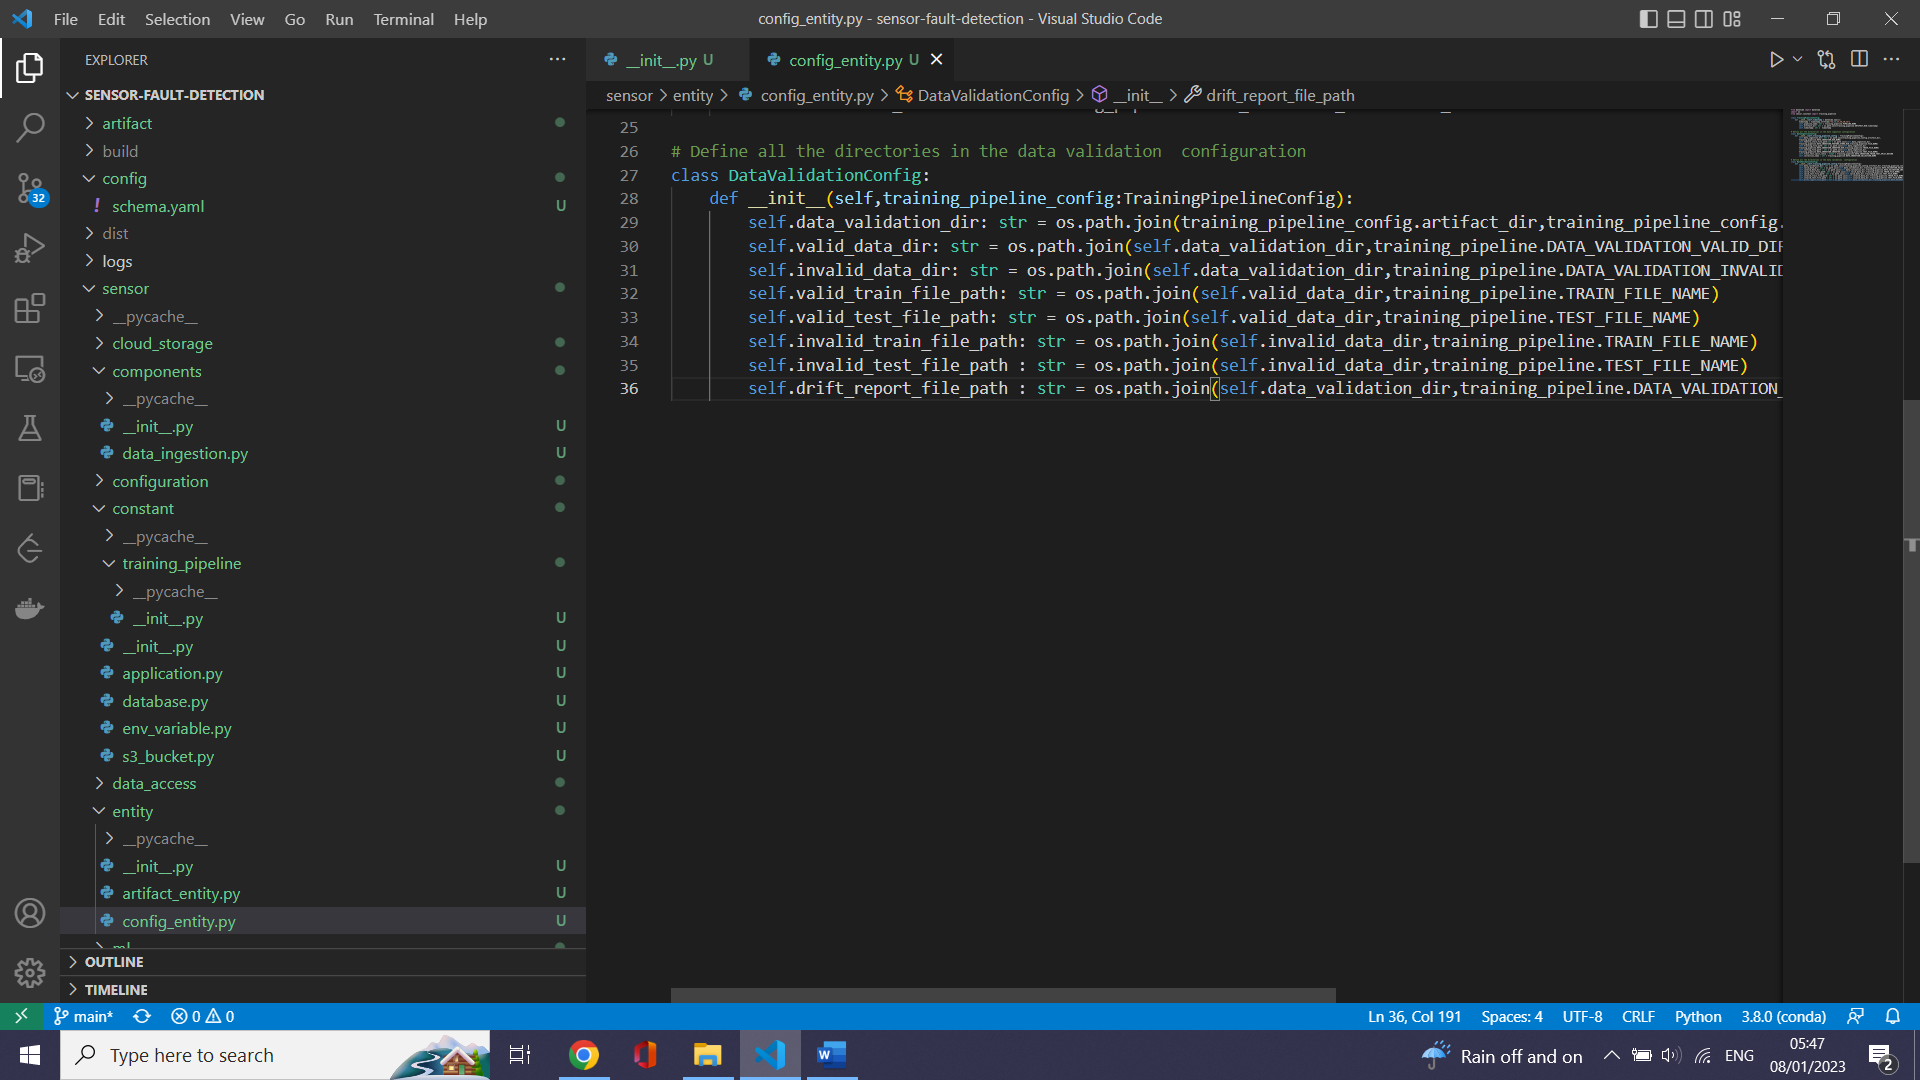 File Edit Selection View Go Run Terminal Help
config_entity.py - sensor-fault-detection - Visual Studio Code
EXPLORER
SENSOR-FAULT-DETECTION
artifact
build
config
! schema.yaml U
dist
logs
sensor
__pycache__
cloud_storage
components
__pycache__
__init__.py U
data_ingestion.py U
configuration
constant
__pycache__
training_pipeline
__pycache__
__init__.py U
__init__.py U
application.py U
database.py U
env_variable.py U
s3_bucket.py U
data_access
entity
__pycache__
__init__.py U
artifact_entity.py U
config_entity.py U
ml
OUTLINE
TIMELINE
32
__init__.py U
config_entity.py U
sensor > entity > config_entity.py > DataValidationConfig > __init__ > drift_report_file_path
25
26 # Define all the directories in the data validation  configuration
27 class DataValidationConfig:
28 def __init__(self,training_pipeline_config:TrainingPipelineConfig):
29 self.data_validation_dir: str = os.path.join(training_pipeline_config.artifact_dir,training_pipeline_config.
30 self.valid_data_dir: str = os.path.join(self.data_validation_dir,training_pipeline.DATA_VALIDATION_VALID_DIR
31 self.invalid_data_dir: str = os.path.join(self.data_validation_dir,training_pipeline.DATA_VALIDATION_INVALID
32 self.valid_train_file_path: str = os.path.join(self.valid_data_dir,training_pipeline.TRAIN_FILE_NAME)
33 self.valid_test_file_path: str = os.path.join(self.valid_data_dir,training_pipeline.TEST_FILE_NAME)
34 self.invalid_train_file_path: str = os.path.join(self.invalid_data_dir,training_pipeline.TRAIN_FILE_NAME)
35 self.invalid_test_file_path : str = os.path.join(self.invalid_data_dir,training_pipeline.TEST_FILE_NAME)
36 self.drift_report_file_path : str = os.path.join(self.data_validation_dir,training_pipeline.DATA_VALIDATION_
main* 0 0
Ln 36, Col 191 Spaces: 4 UTF-8 CRLF Python 3.8.0 (conda)
Type here to search
Rain off and on ENG 05:47
08/01/2023 2